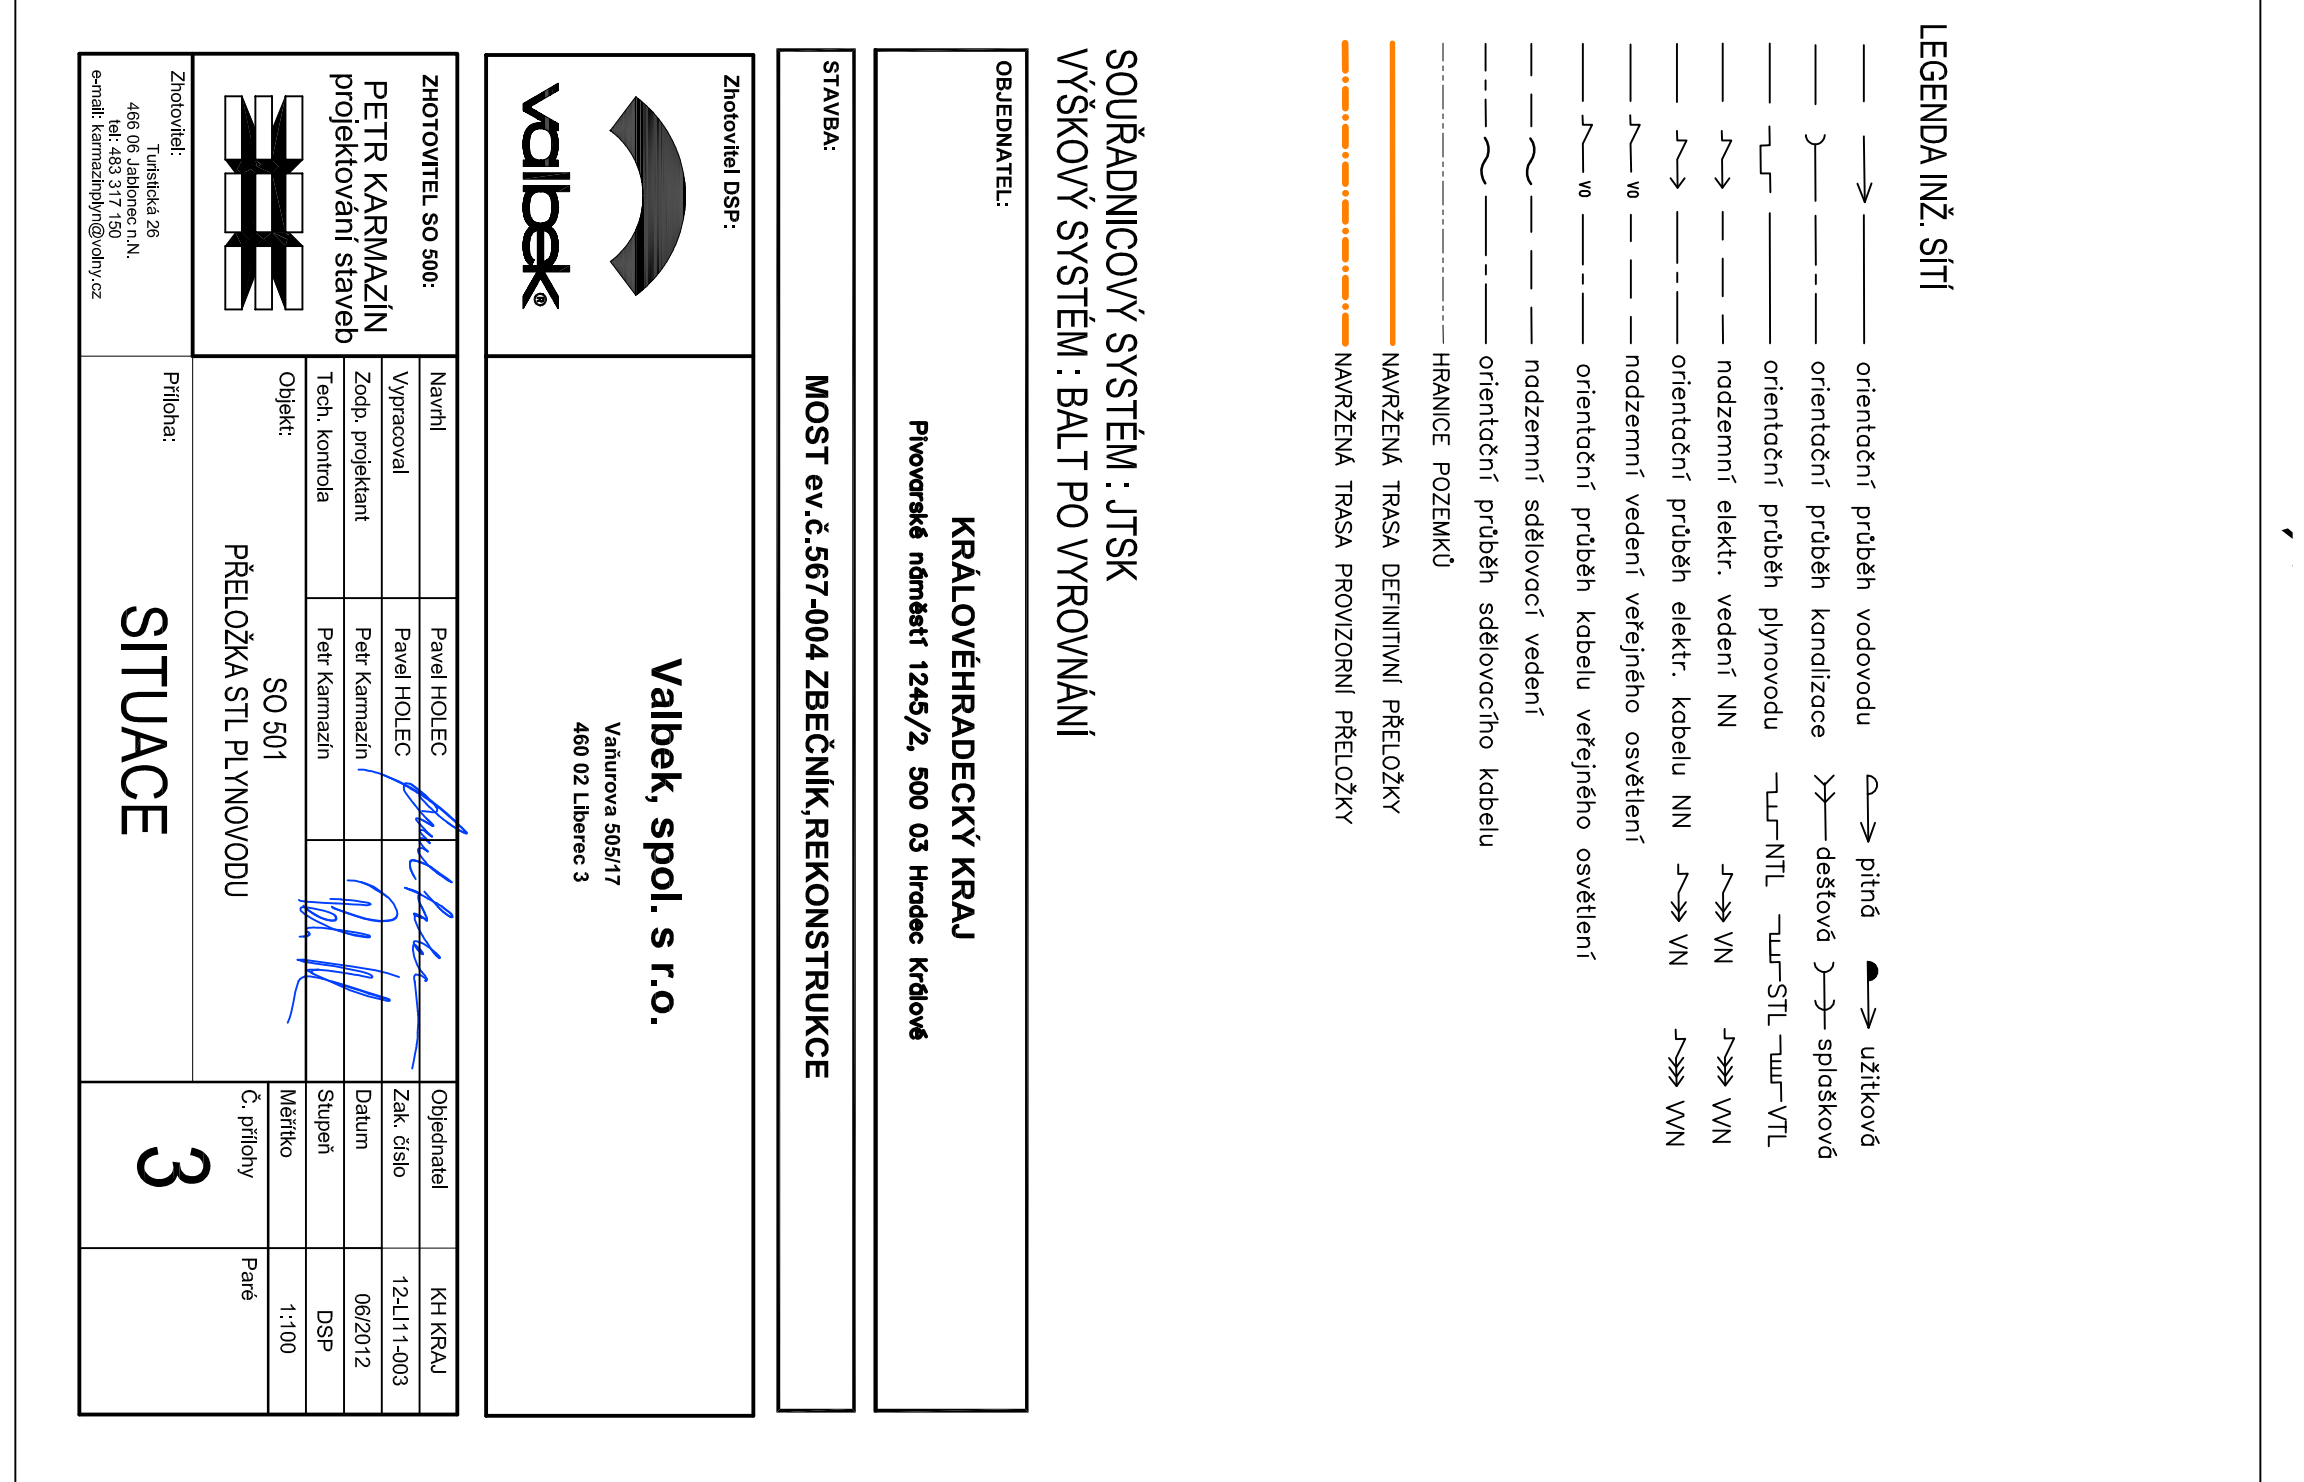 LEGENDA INŽ. SÍTÍ
orientační průběh vodovodu pitná užitková
orientační průběh kanalizace dešťová splašková
orientační průběh plynovodu NTL STL VTL
nadzemní elektr. vedení NN VN VVN
orientační průběh elektr. kabelu NN VN VVN
VO nadzemní vedení veřejného osvětlení
VO orientační průběh kabelu veřejného osvětlení
nadzemní sdělovací vedení
orientační průběh sdělovacího kabelu
HRANICE POZEMKŮ
NAVRŽENÁ TRASA DEFINITIVNÍ PŘELOŽKY
NAVRŽENÁ TRASA PROVIZORNÍ PŘELOŽKY
SOUŘADNICOVÝ SYSTÉM : JTSK
VÝŠKOVÝ SYSTÉM : BALT PO VYROVNÁNÍ
OBJEDNATEL:
KRÁLOVÉHRADECKÝ KRAJ
Pivovarské náměstí 1245/2, 500 03 Hradec Králové
STAVBA:
MOST ev.č.567-004 ZBEČNÍK,REKONSTRUKCE
Zhotovitel DSP:
valbek®
Valbek, spol. s r.o.
Vaňurova 505/17
460 02 Liberec 3
ZHOTOVITEL SO 500:
PETR KARMAZÍN
projektování staveb
Zhotovitel:
Turistická 26
466 06 Jablonec n.N.
tel: 483 317 150
e-mail: karmazinplyn@volny.cz
Navrhl Pavel HOLEC
Vypracoval Pavel HOLEC
Zodp. projektant Petr Karmazín
Tech. kontrola Petr Karmazín
Objekt:
SO 501
PŘELOŽKA STL PLYNOVODU
Příloha:
SITUACE
Objednatel KH KRAJ
Zak. číslo 12-LI11-003
Datum 06/2012
Stupeň DSP
Měřítko 1:100
Č. přílohy Paré
3